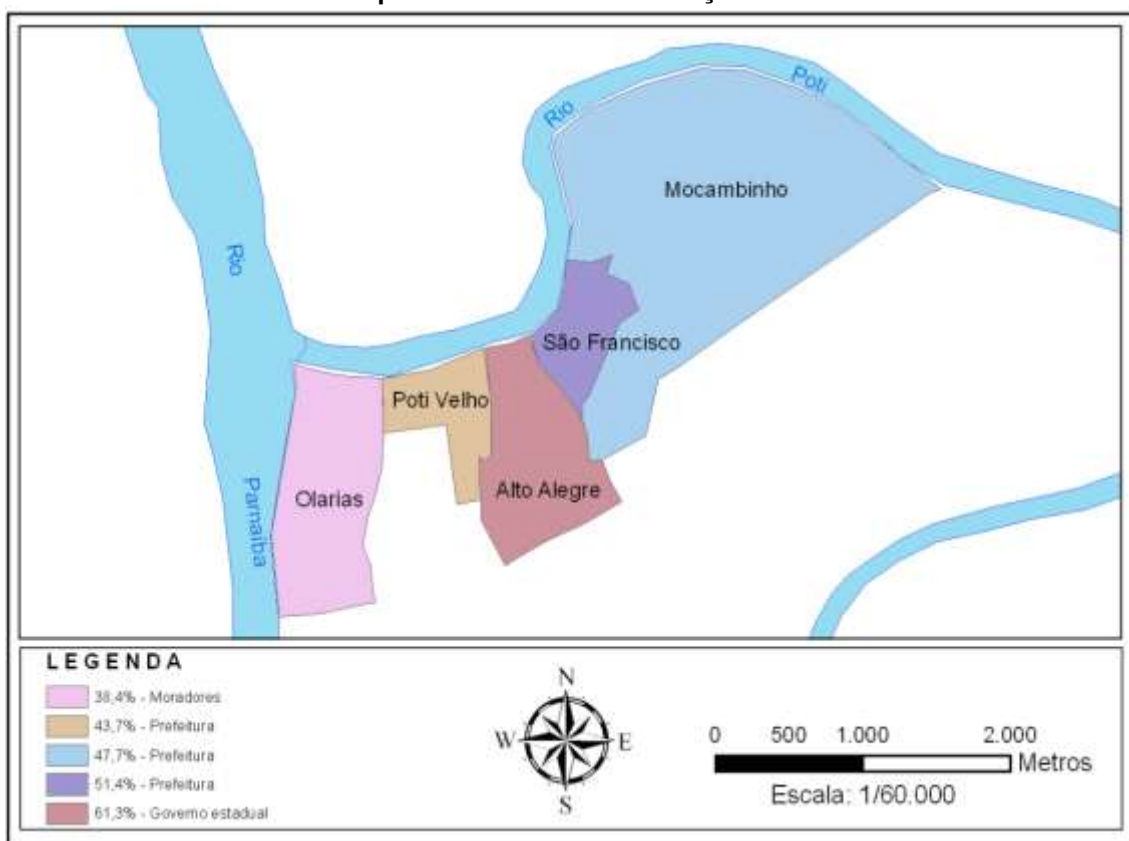 Rio
Poti
Mocambinho
Rio
São Francisco
Poti Velho
Alto Alegre
Olarias
Parnaíba
LEGENDA
38,4% - Moradores
43,7% - Prefeitura
47,7% - Prefeitura
51,4% - Prefeitura
61,3% - Governo estadual
N
W
E
S
0 500 1.000 2.000
Metros
Escala: 1/60.000